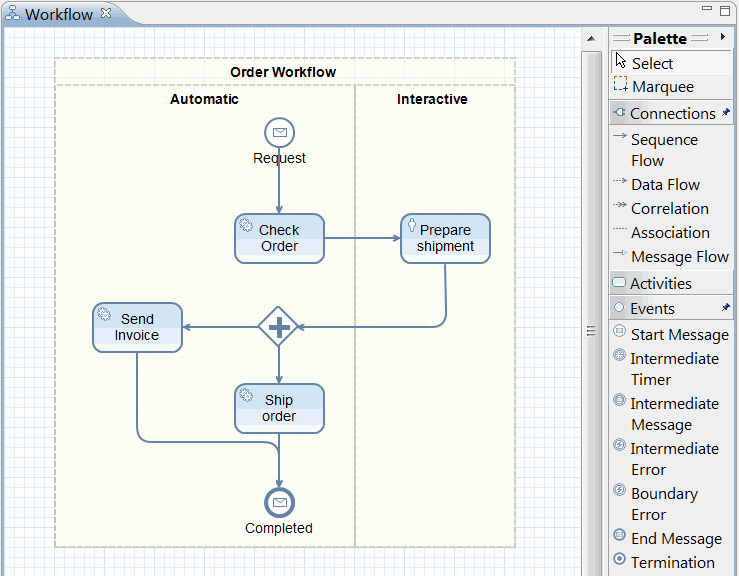 Workflow
Order Workflow
Automatic
Interactive
Request
Check
Order
Prepare
shipment
Send
Invoice
Ship
order
Completed
Palette
Select
Marquee
Connections
Sequence
Flow
Data Flow
Correlation
Association
Message Flow
Activities
Events
Start Message
Intermediate
Timer
Intermediate
Message
Intermediate
Error
Boundary
Error
End Message
Termination